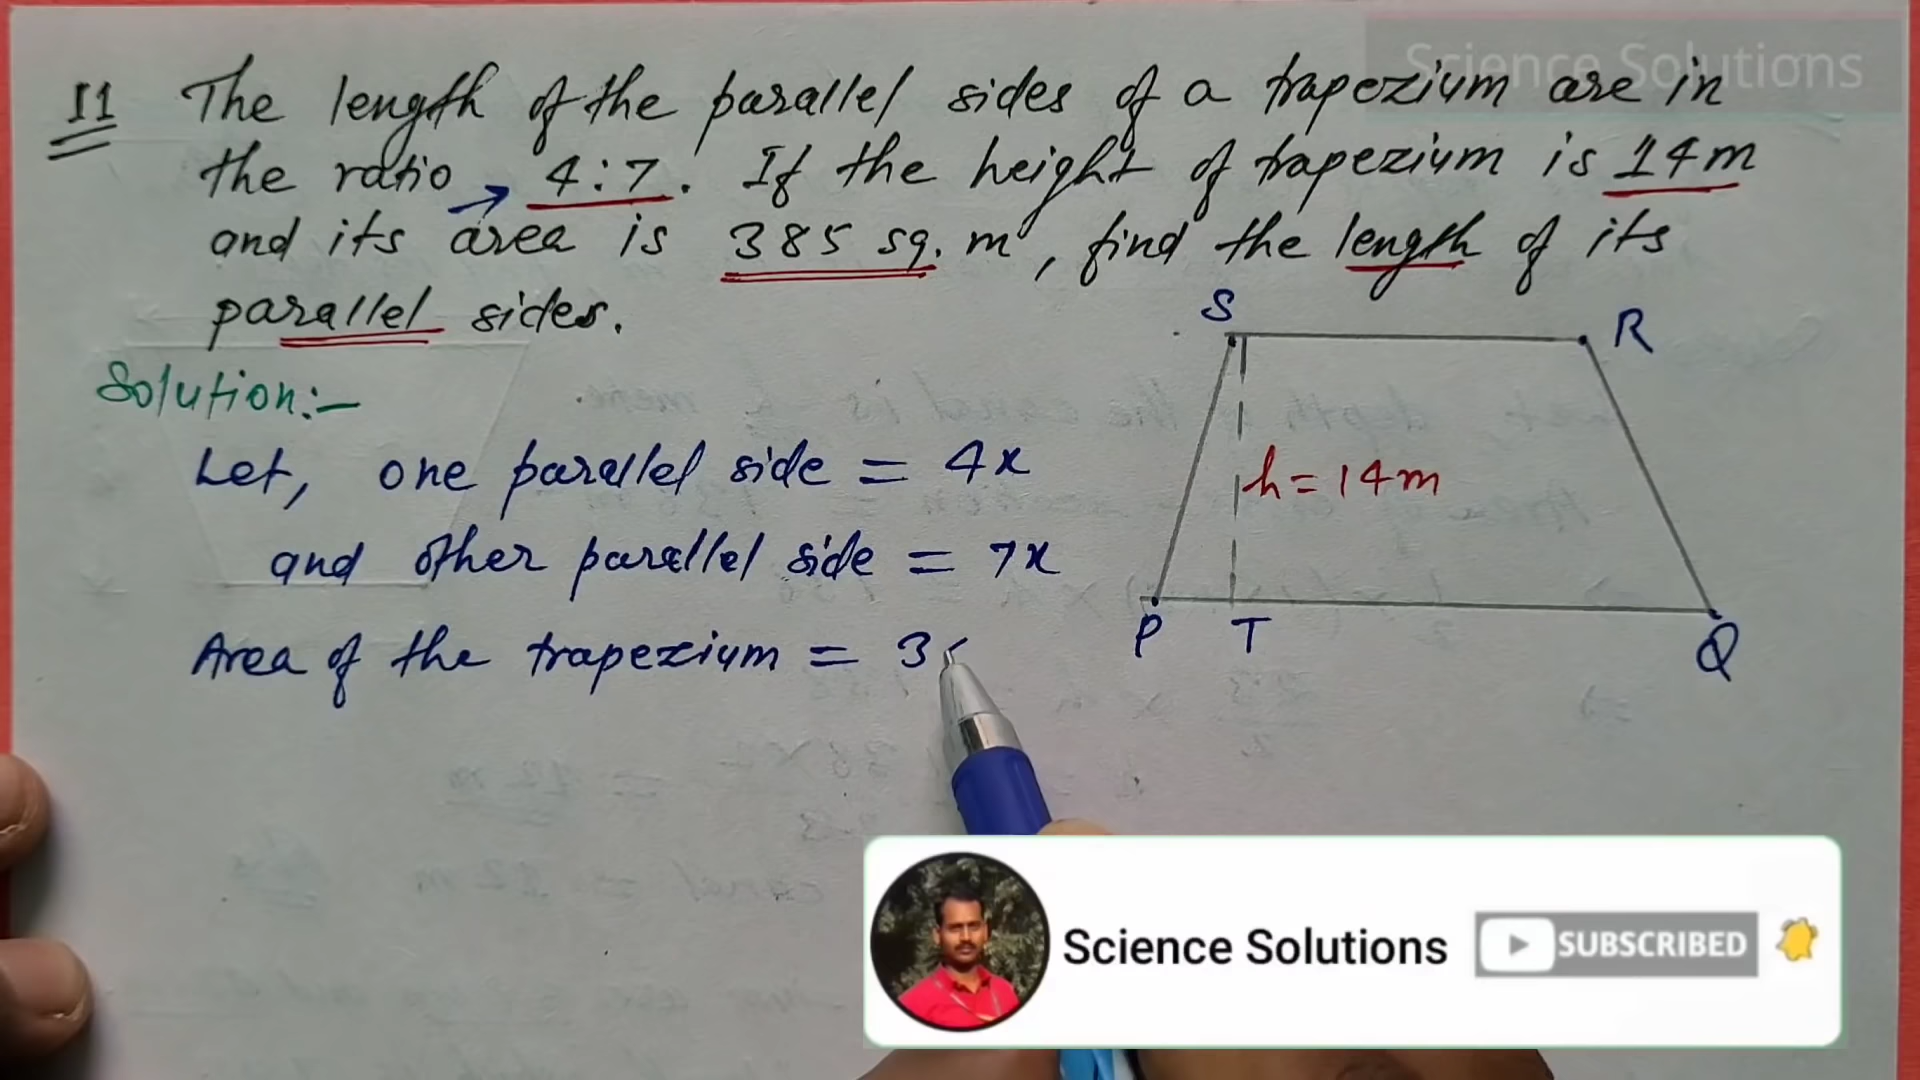 Science Solutions
11 The length of the parallel sides of a trapezium are in
the ratio → 4:7. If the height of trapezium is 14m
and its area is 385 sq. m, find the length of its
parallel sides.
Solution:-
Let, one parallel side = 4x
and other parallel side = 7x
Area of the trapezium = 3
S
R
h = 14m
P
T
Q
Science Solutions
SUBSCRIBED